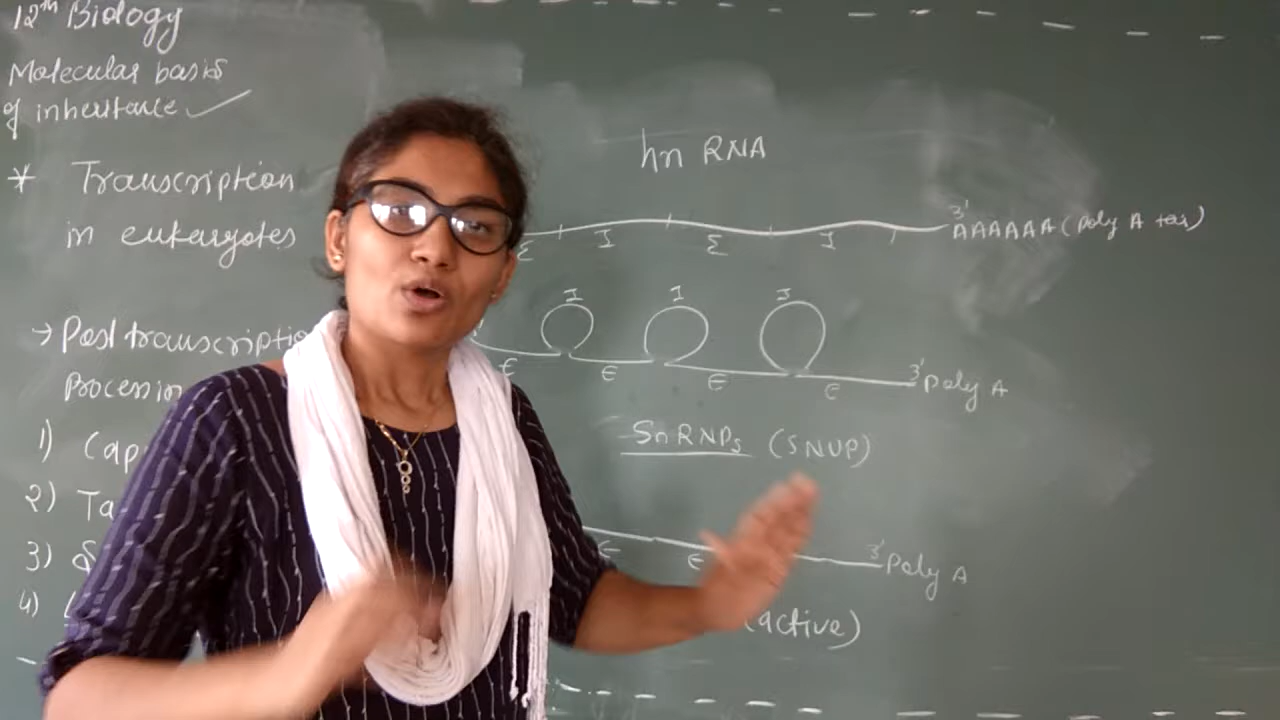 12th Biology
Molecular basis
of inheritance ✓
* Transcription
in eukaryotes
→ Post transcriptio
Processin
1) Cap
2) Ta
3) S
4)
hn RNA
3' AAAAAA (Poly A
E I E I
I I I
E E E E 3' Poly A
SnRNPs (SNUP)
E E 3' Poly A
(active)